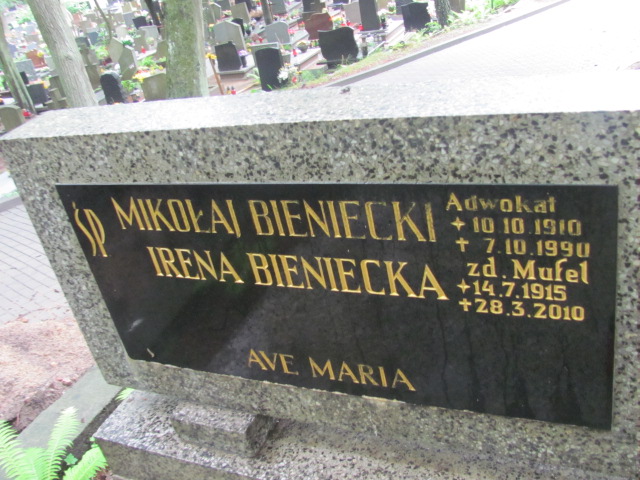 ŚP MIKOŁAJ BIENIECKI Adwokat
✦ 10.10.1910
✝ 7.10.1990
IRENA BIENIECKA zd. Mufel
✦ 14.7.1915
✝ 28.3.2010
AVE MARIA